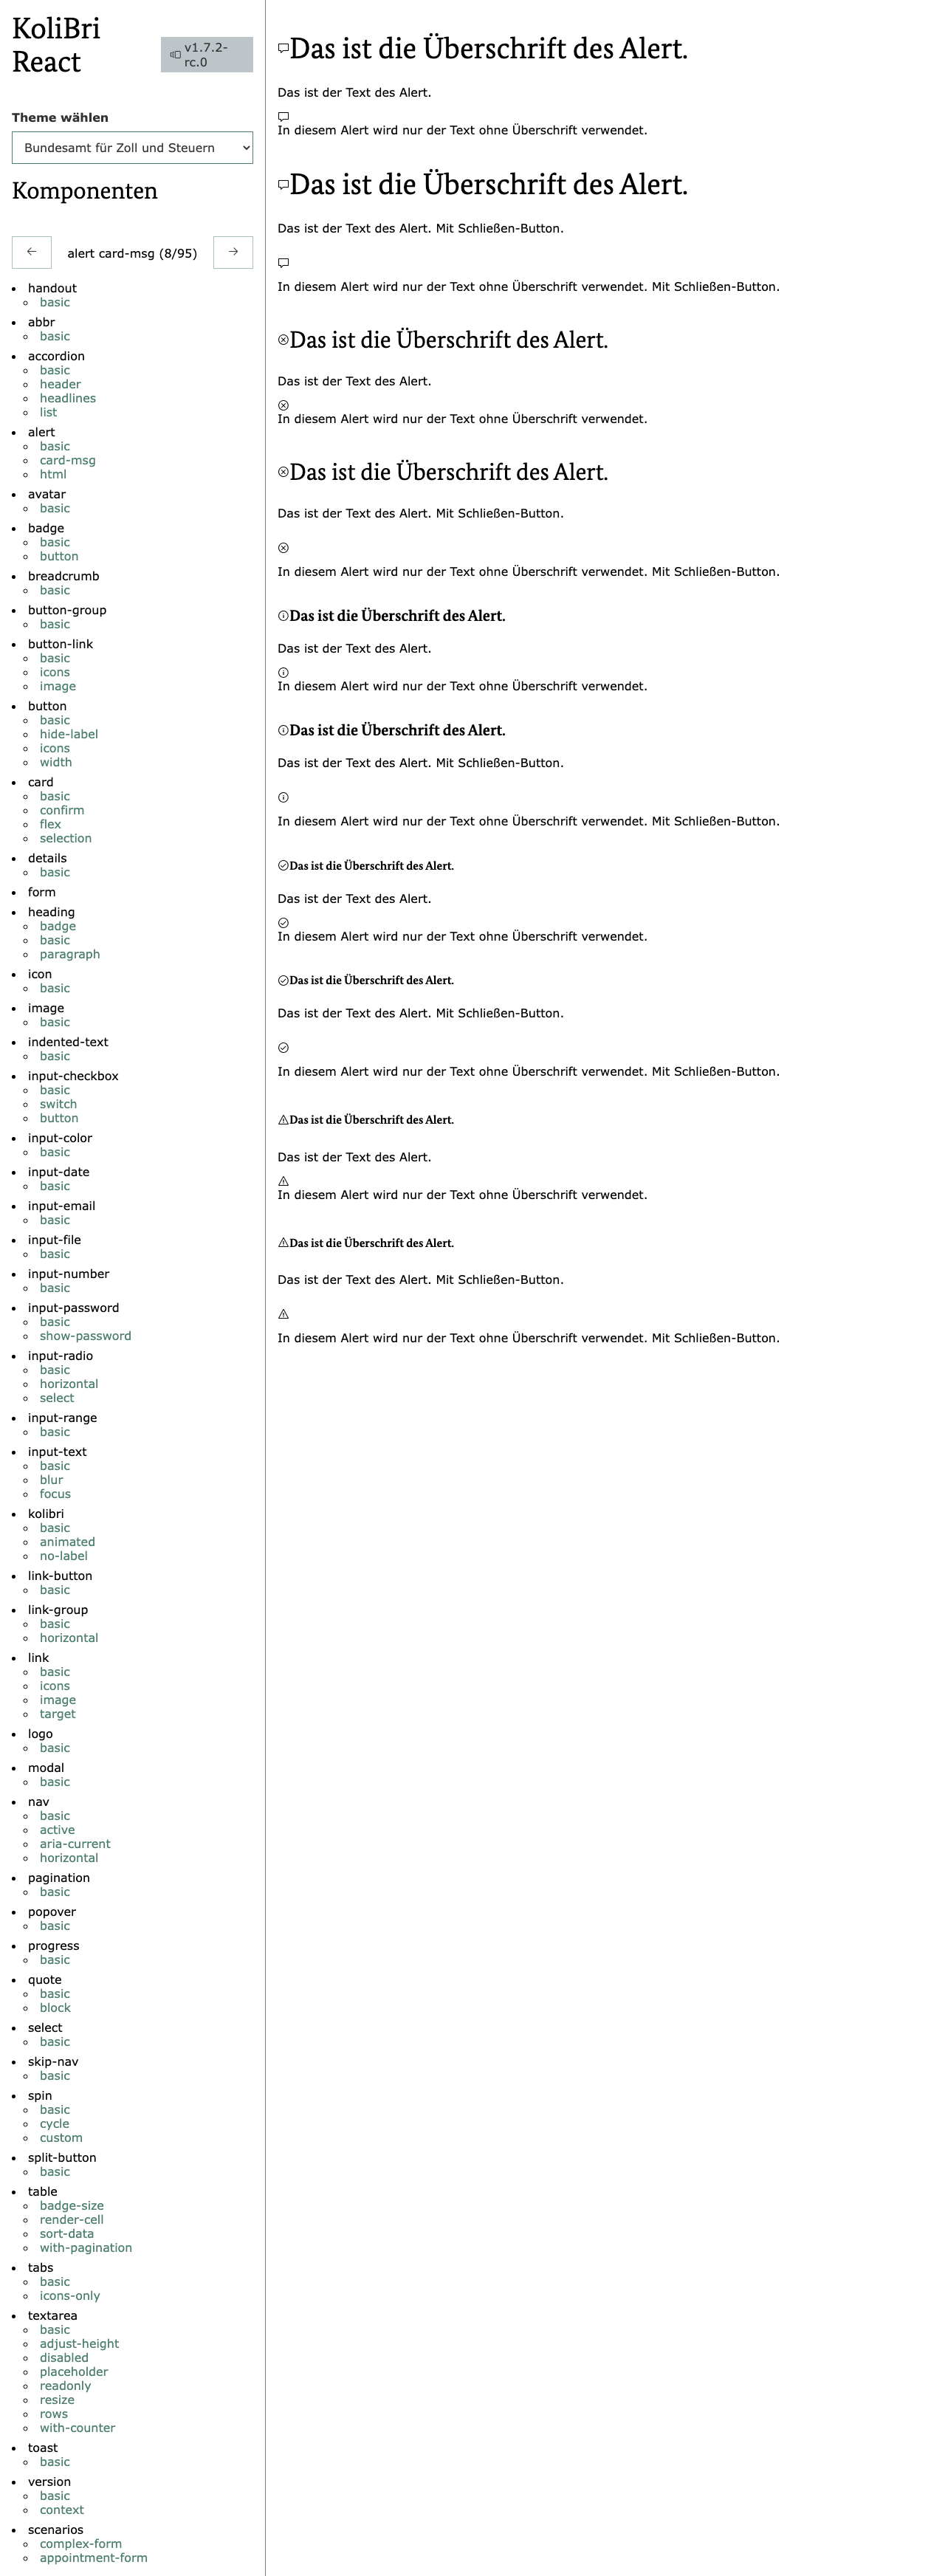 KoliBri
React
v1.7.2-
rc.0
Theme wählen
Bundesamt für Zoll und Steuern
Komponenten
alert card-msg (8/95)
handout
basic
abbr
basic
accordion
basic
header
headlines
list
alert
basic
card-msg
html
avatar
basic
badge
basic
button
breadcrumb
basic
button-group
basic
button-link
basic
icons
image
button
basic
hide-label
icons
width
card
basic
confirm
flex
selection
details
basic
form
heading
badge
basic
paragraph
icon
basic
image
basic
indented-text
basic
input-checkbox
basic
switch
button
input-color
basic
input-date
basic
input-email
basic
input-file
basic
input-number
basic
input-password
basic
show-password
input-radio
basic
horizontal
select
input-range
basic
input-text
basic
blur
focus
kolibri
basic
animated
no-label
link-button
basic
link-group
basic
horizontal
link
basic
icons
image
target
logo
basic
modal
basic
nav
basic
active
aria-current
horizontal
pagination
basic
popover
basic
progress
basic
quote
basic
block
select
basic
skip-nav
basic
spin
basic
cycle
custom
split-button
basic
table
badge-size
render-cell
sort-data
with-pagination
tabs
basic
icons-only
textarea
basic
adjust-height
disabled
placeholder
readonly
resize
rows
with-counter
toast
basic
version
basic
context
scenarios
complex-form
appointment-form
Das ist die Überschrift des Alert.
Das ist der Text des Alert.
In diesem Alert wird nur der Text ohne Überschrift verwendet.
Das ist die Überschrift des Alert.
Das ist der Text des Alert. Mit Schließen-Button.
In diesem Alert wird nur der Text ohne Überschrift verwendet. Mit Schließen-Button.
Das ist die Überschrift des Alert.
Das ist der Text des Alert.
In diesem Alert wird nur der Text ohne Überschrift verwendet.
Das ist die Überschrift des Alert.
Das ist der Text des Alert. Mit Schließen-Button.
In diesem Alert wird nur der Text ohne Überschrift verwendet. Mit Schließen-Button.
Das ist die Überschrift des Alert.
Das ist der Text des Alert.
In diesem Alert wird nur der Text ohne Überschrift verwendet.
Das ist die Überschrift des Alert.
Das ist der Text des Alert. Mit Schließen-Button.
In diesem Alert wird nur der Text ohne Überschrift verwendet. Mit Schließen-Button.
Das ist die Überschrift des Alert.
Das ist der Text des Alert.
In diesem Alert wird nur der Text ohne Überschrift verwendet.
Das ist die Überschrift des Alert.
Das ist der Text des Alert. Mit Schließen-Button.
In diesem Alert wird nur der Text ohne Überschrift verwendet. Mit Schließen-Button.
Das ist die Überschrift des Alert.
Das ist der Text des Alert.
In diesem Alert wird nur der Text ohne Überschrift verwendet.
Das ist die Überschrift des Alert.
Das ist der Text des Alert. Mit Schließen-Button.
In diesem Alert wird nur der Text ohne Überschrift verwendet. Mit Schließen-Button.